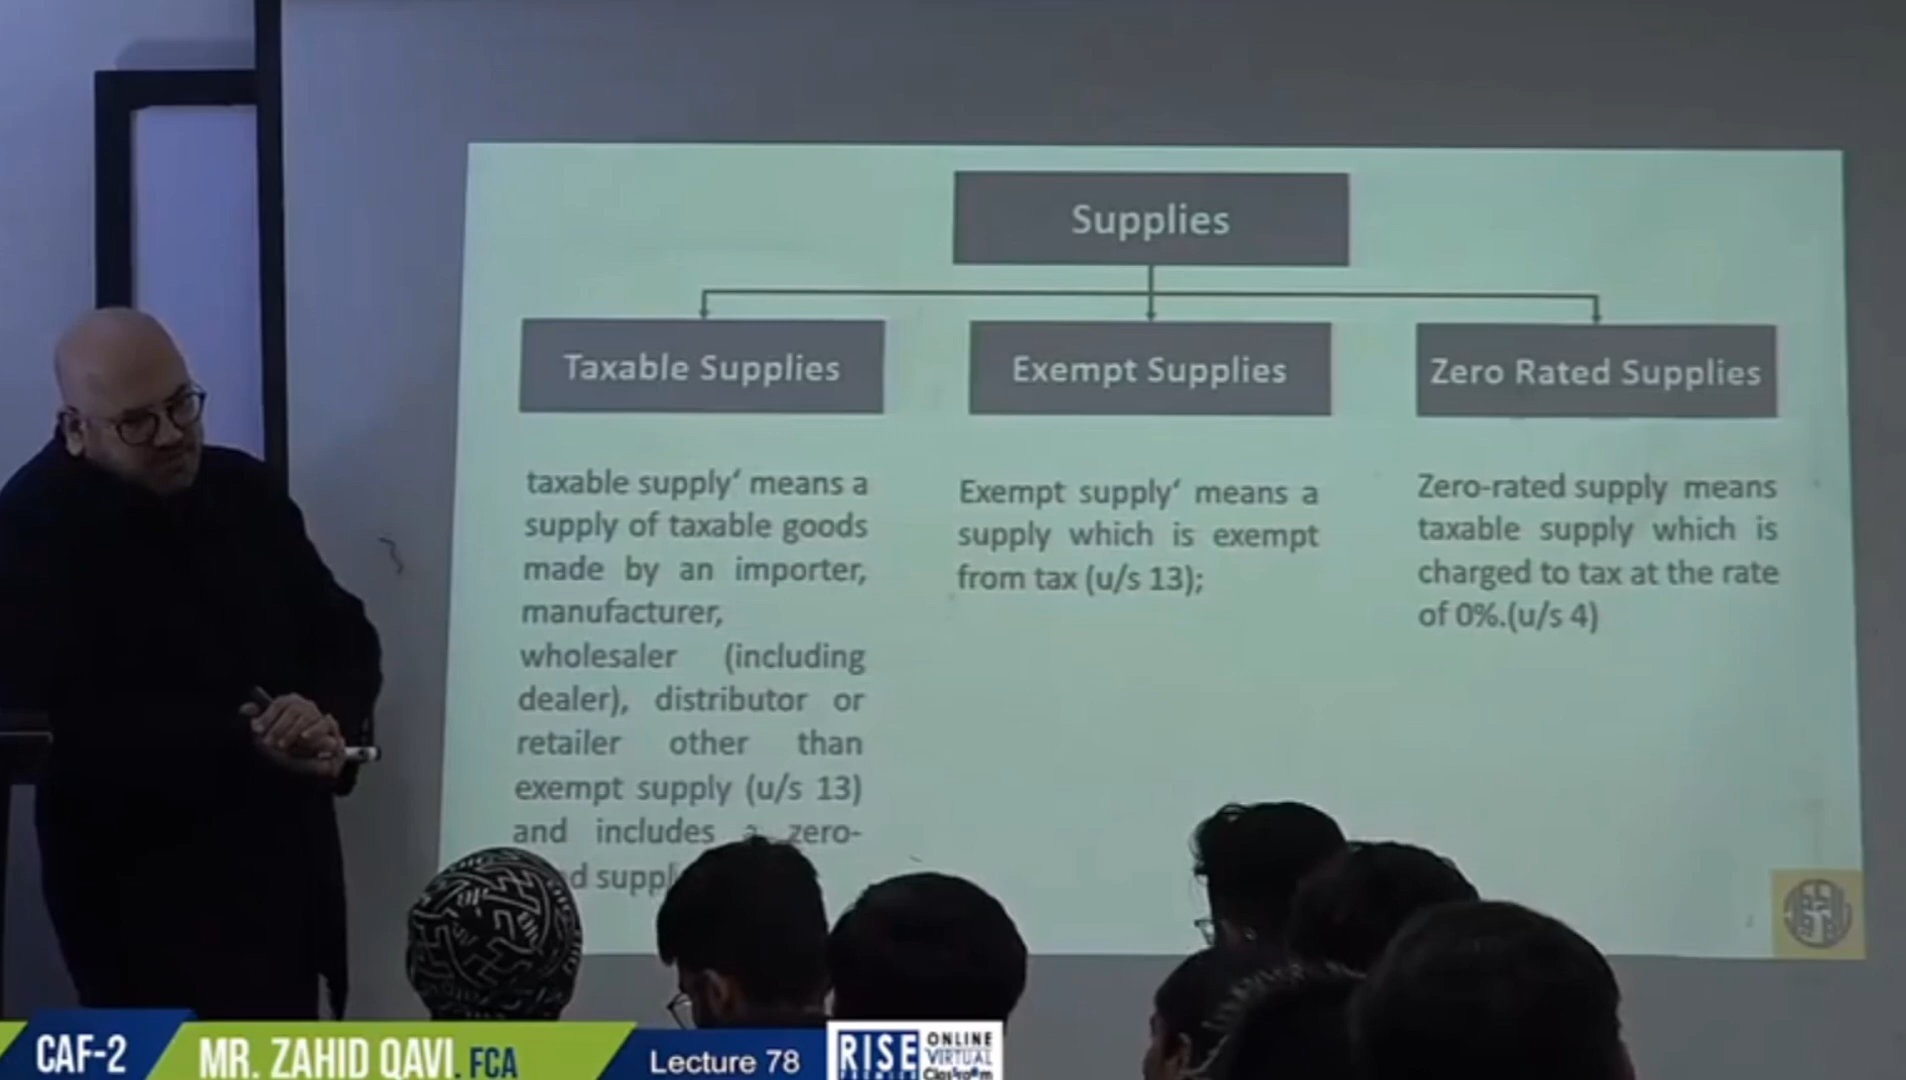 Supplies
Taxable Supplies
Exempt Supplies
Zero Rated Supplies
taxable supply‘ means a
supply of taxable goods
made by an importer,
manufacturer,
wholesaler (including
dealer), distributor or
retailer other than
exempt supply (u/s 13)
and includes a zero-
Exempt supply‘ means a
supply which is exempt
from tax (u/s 13);
Zero-rated supply means
taxable supply which is
charged to tax at the rate
of 0%.(u/s 4)
CAF-2
MR. ZAHID QAVI. FCA
Lecture 78
RISE
ONLINE
VIRTUAL